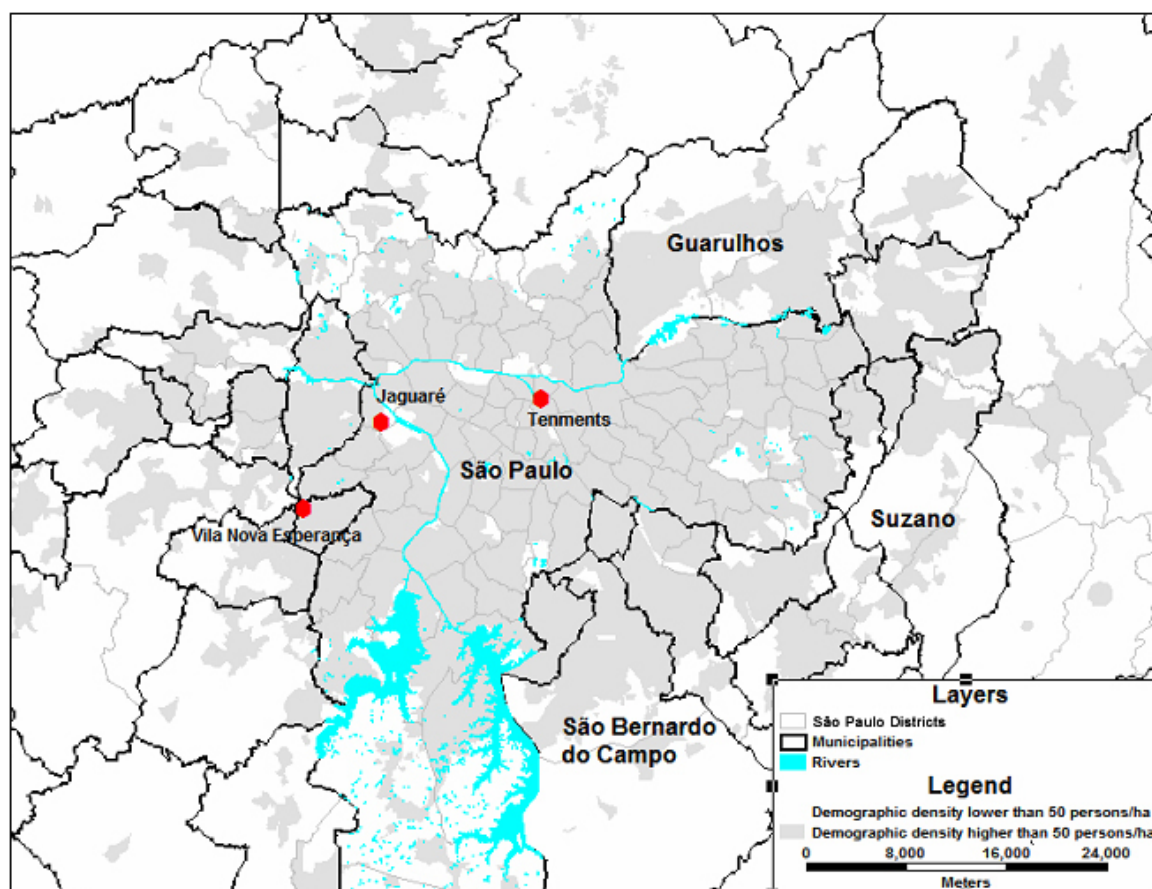 Guarulhos
Jaguaré
Tenments
São Paulo
Suzano
Vila Nova Esperança
São Bernardo
do Campo
Layers
São Paulo Districts
Municipalities
Rivers
Legend
Demographic density lower than 50 persons/ha
Demographic density higher than 50 persons/ha
0 8,000 16,000 24,000
Meters